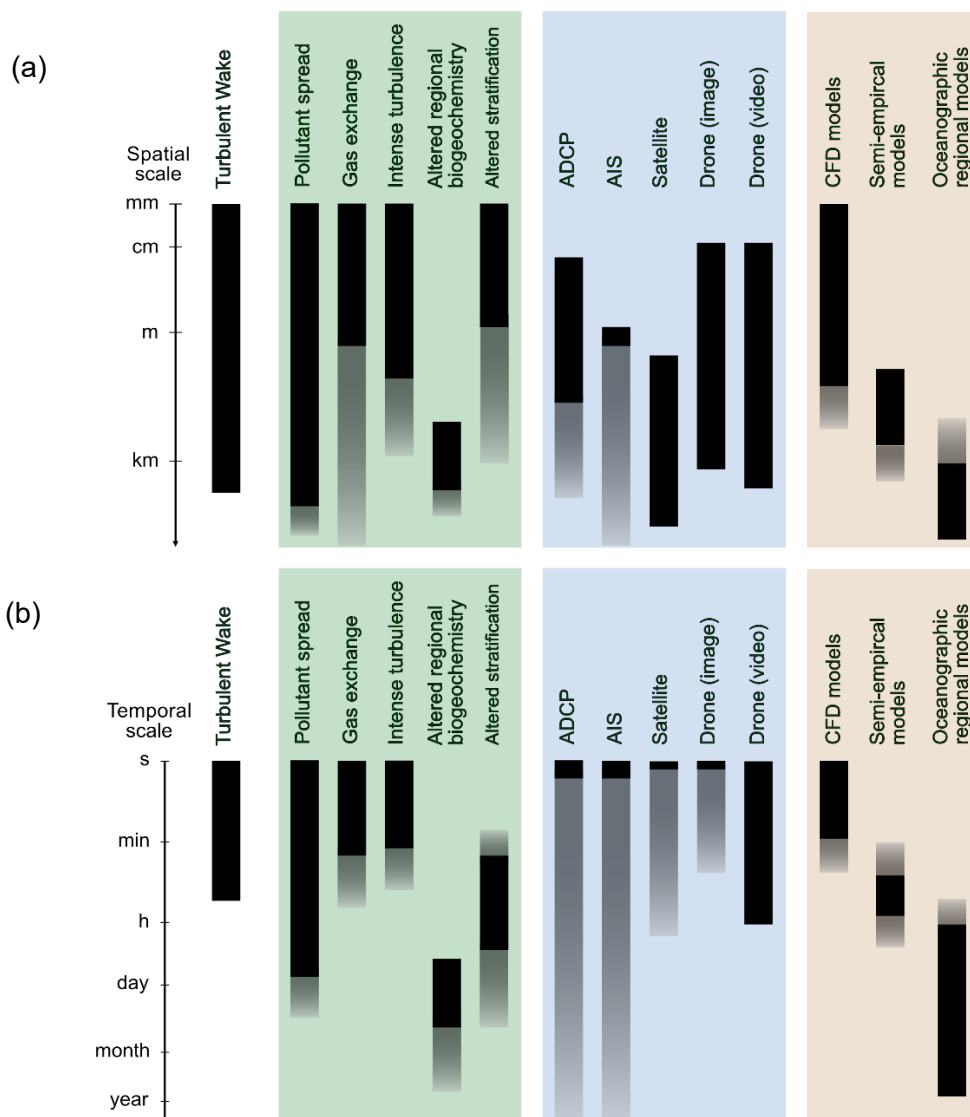 (a)
Spatial
scale
Turbulent Wake
Pollutant spread
Gas exchange
Intense turbulence
Altered regional
biogeochemistry
Altered stratification
ADCP
AIS
Satellite
Drone (image)
Drone (video)
CFD models
Semi-empircal
models
Oceanographic
regional models
mm
cm
m
km
(b)
Temporal
scale
Turbulent Wake
Pollutant spread
Gas exchange
Intense turbulence
Altered regional
biogeochemistry
Altered stratification
ADCP
AIS
Satellite
Drone (image)
Drone (video)
CFD models
Semi-empircal
models
Oceanographic
regional models
s
min
h
day
month
year